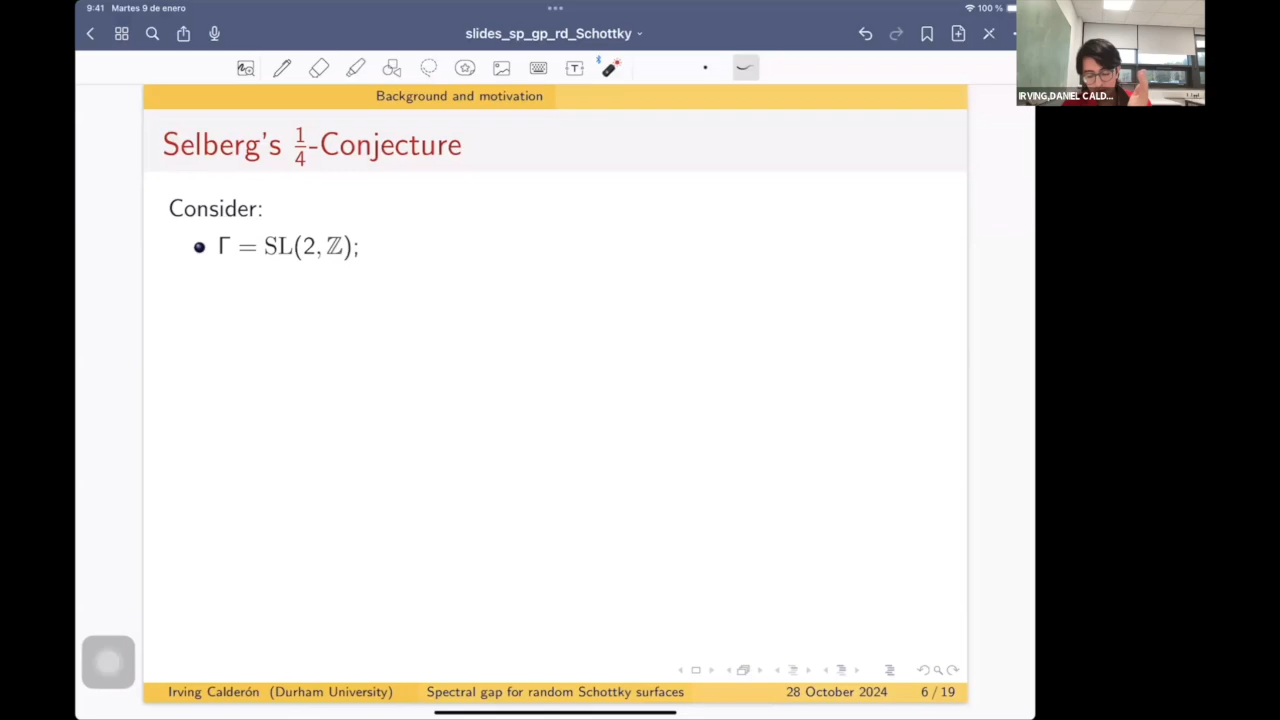 9:41 Martes 9 de enero
100 %
slides_sp_gp_rd_Schottky
IRVING,DANIEL CALD...
Background and motivation
Selberg's 1/4-Conjecture
Consider:
Γ = SL(2, ℤ);
Irving Calderón (Durham University) Spectral gap for random Schottky surfaces 28 October 2024 6 / 19